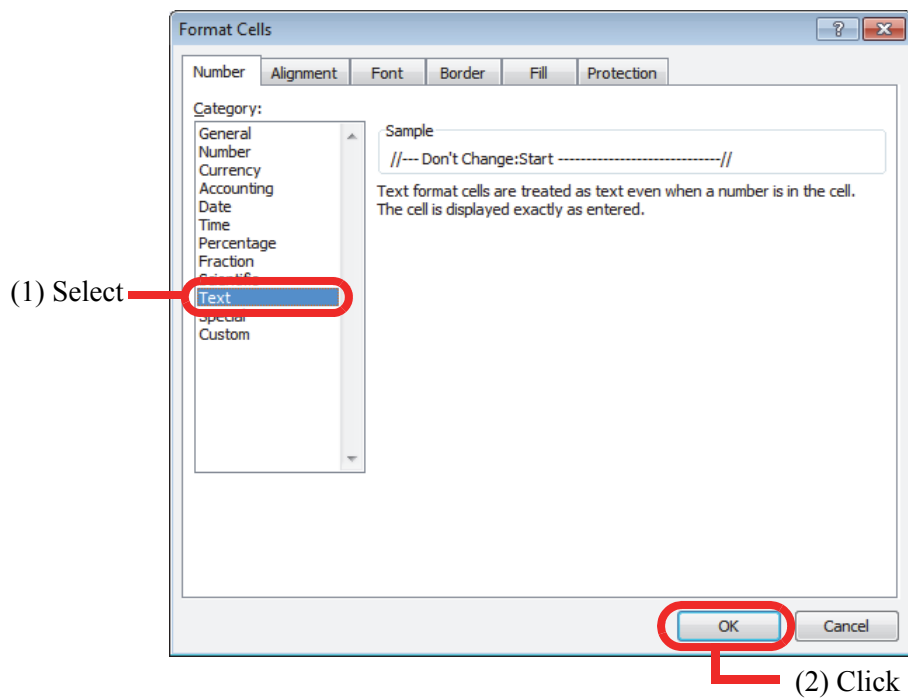 Format Cells
Number Alignment Font Border Fill Protection
Category:
General
Number
Currency
Accounting
Date
Time
Percentage
Fraction
Scientific
Text
Special
Custom
Sample
//--- Don't Change:Start -----------------------------//
Text format cells are treated as text even when a number is in the cell.
The cell is displayed exactly as entered.
(1) Select
OK Cancel
(2) Click